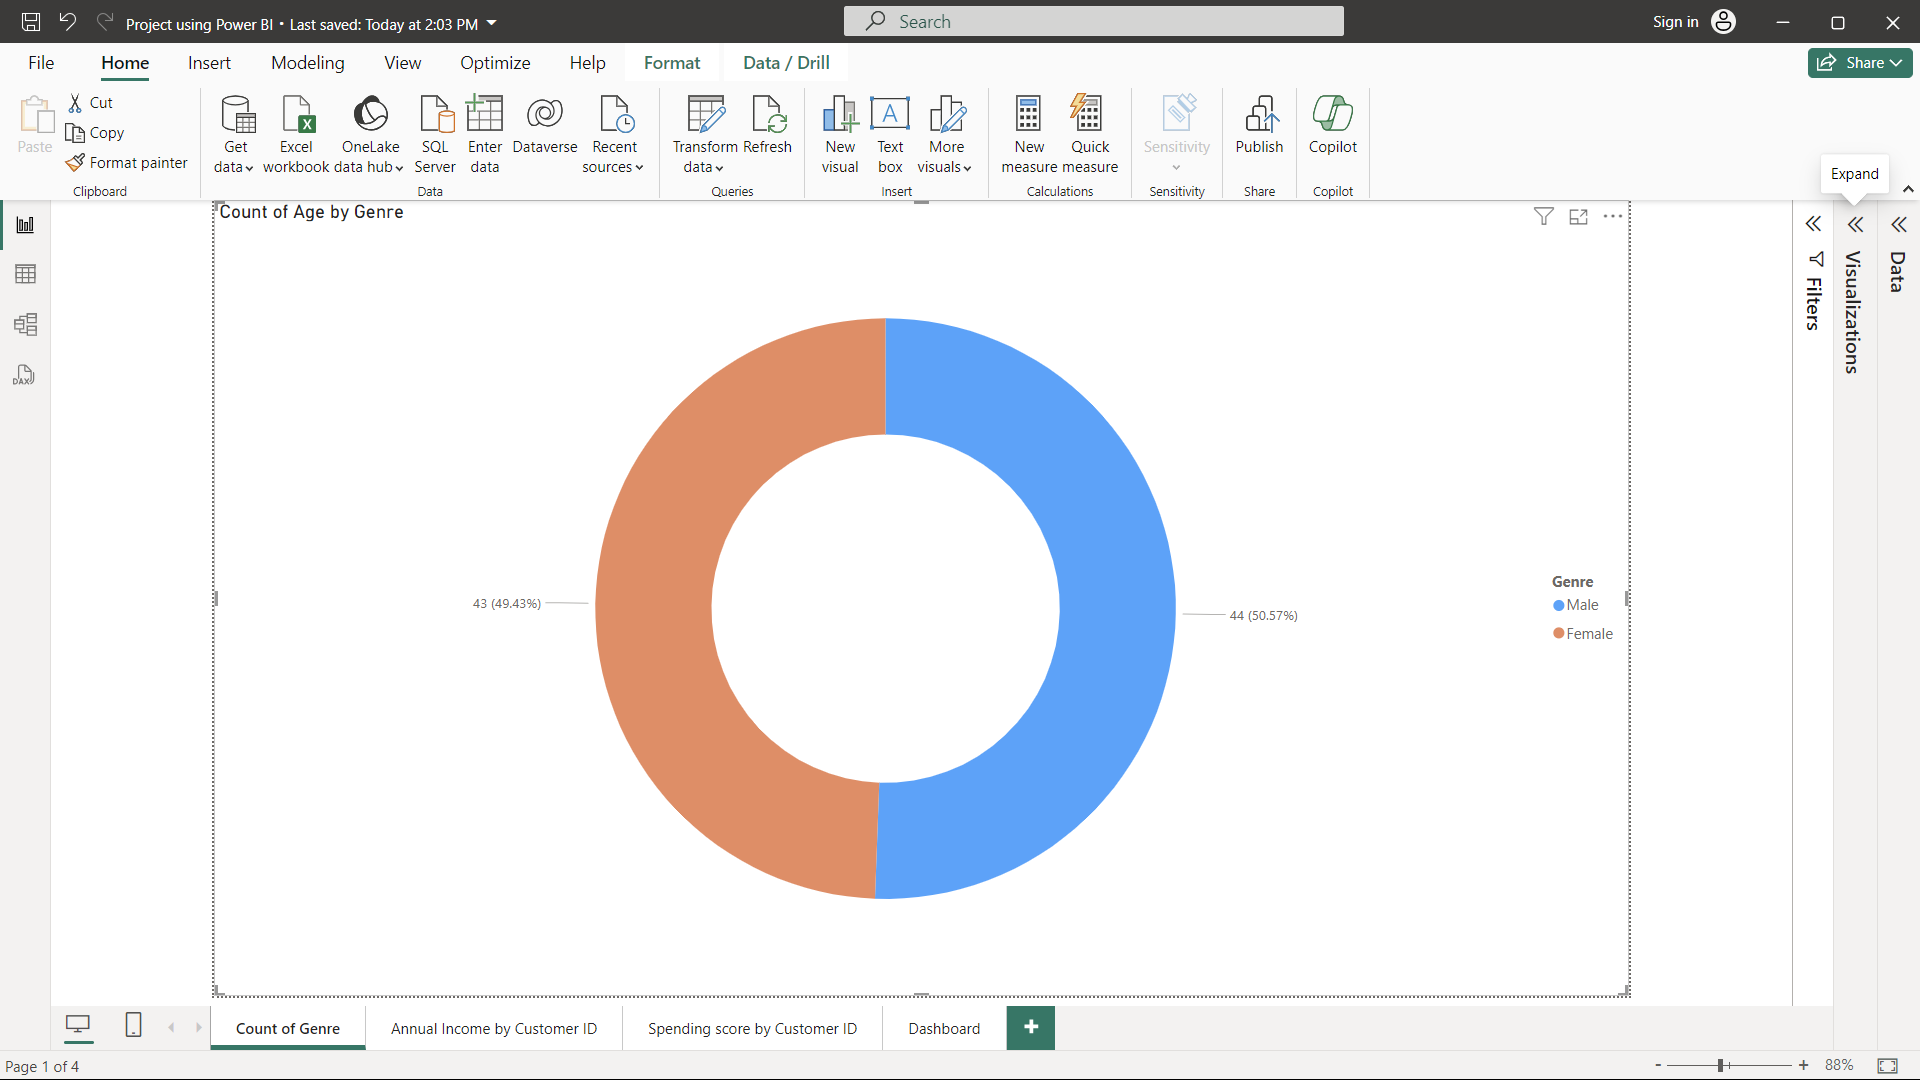 Project using Power BI • Last saved: Today at 2:03 PM
Search
Sign in
File
Home
Insert
Modeling
View
Optimize
Help
Format
Data / Drill
Share
Paste
Cut
Copy
Format painter
Clipboard
Get
data
Excel
workbook
OneLake
data hub
SQL
Server
Enter
data
Dataverse
Recent
sources
Data
Transform
data
Refresh
Queries
New
visual
Text
box
More
visuals
Insert
New
measure
Quick
measure
Calculations
Sensitivity
Sensitivity
Publish
Share
Copilot
Copilot
Expand
Count of Age by Genre
43 (49.43%)
44 (50.57%)
Genre
Male
Female
Filters
Visualizations
Data
DAX
Count of Genre
Annual Income by Customer ID
Spending score by Customer ID
Dashboard
+
Page 1 of 4
- + 88%